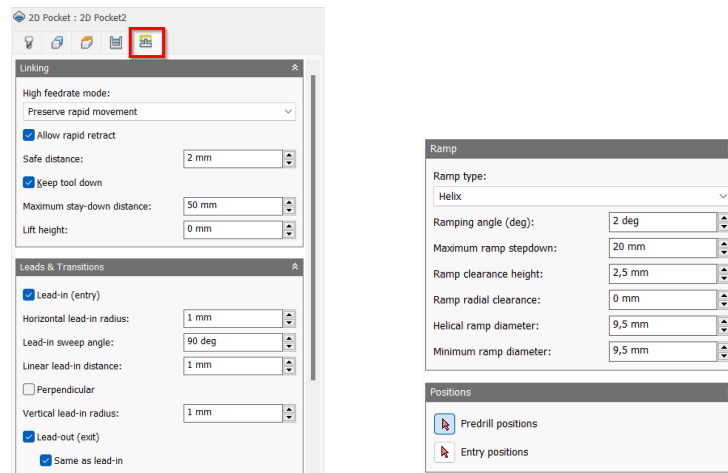 2D Pocket : 2D Pocket2
Linking
High feedrate mode:
Preserve rapid movement
Allow rapid retract
Safe distance: 2 mm
Keep tool down
Maximum stay-down distance: 50 mm
Lift height: 0 mm
Leads & Transitions
Lead-in (entry)
Horizontal lead-in radius: 1 mm
Lead-in sweep angle: 90 deg
Linear lead-in distance: 1 mm
Perpendicular
Vertical lead-in radius: 1 mm
Lead-out (exit)
Same as lead-in
Ramp
Ramp type:
Helix
Ramping angle (deg): 2 deg
Maximum ramp stepdown: 20 mm
Ramp clearance height: 2,5 mm
Ramp radial clearance: 0 mm
Helical ramp diameter: 9,5 mm
Minimum ramp diameter: 9,5 mm
Positions
Predrill positions
Entry positions